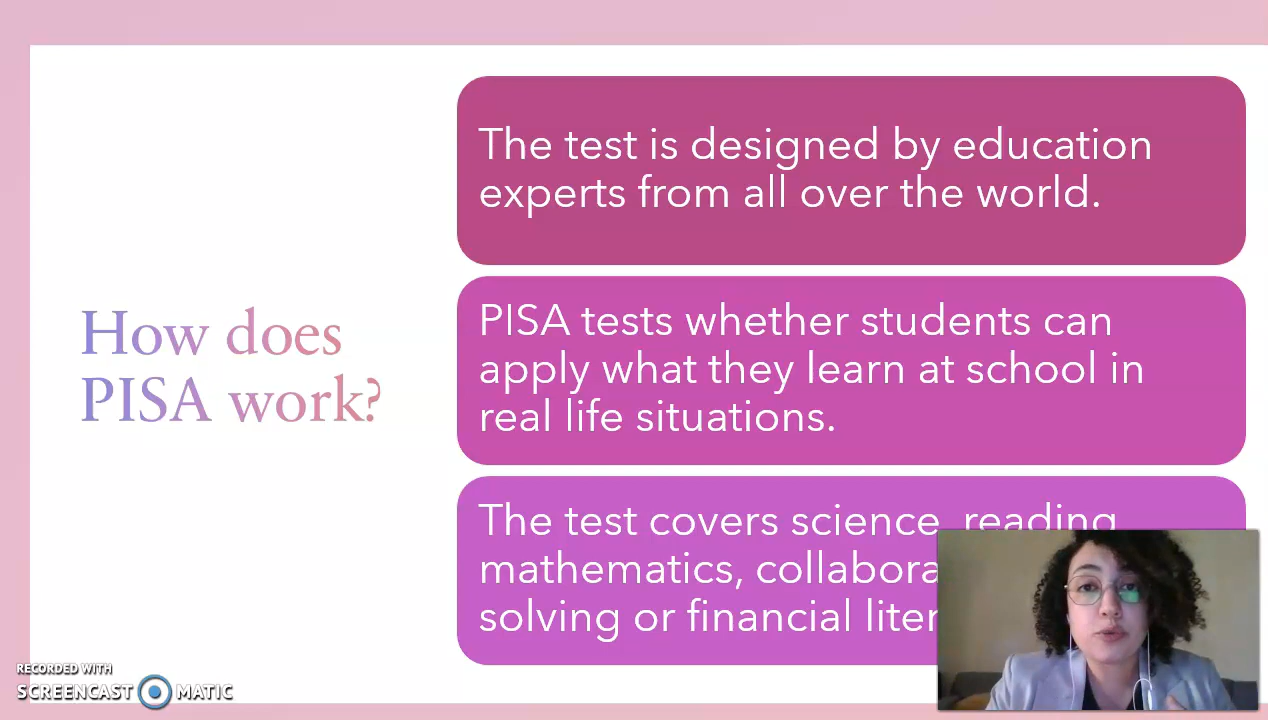 How does
PISA work?
The test is designed by education
experts from all over the world.
PISA tests whether students can
apply what they learn at school in
real life situations.
The test covers science, reading
mathematics,
solving or financial
RECORDED WITH
SCREENCAST MATIC